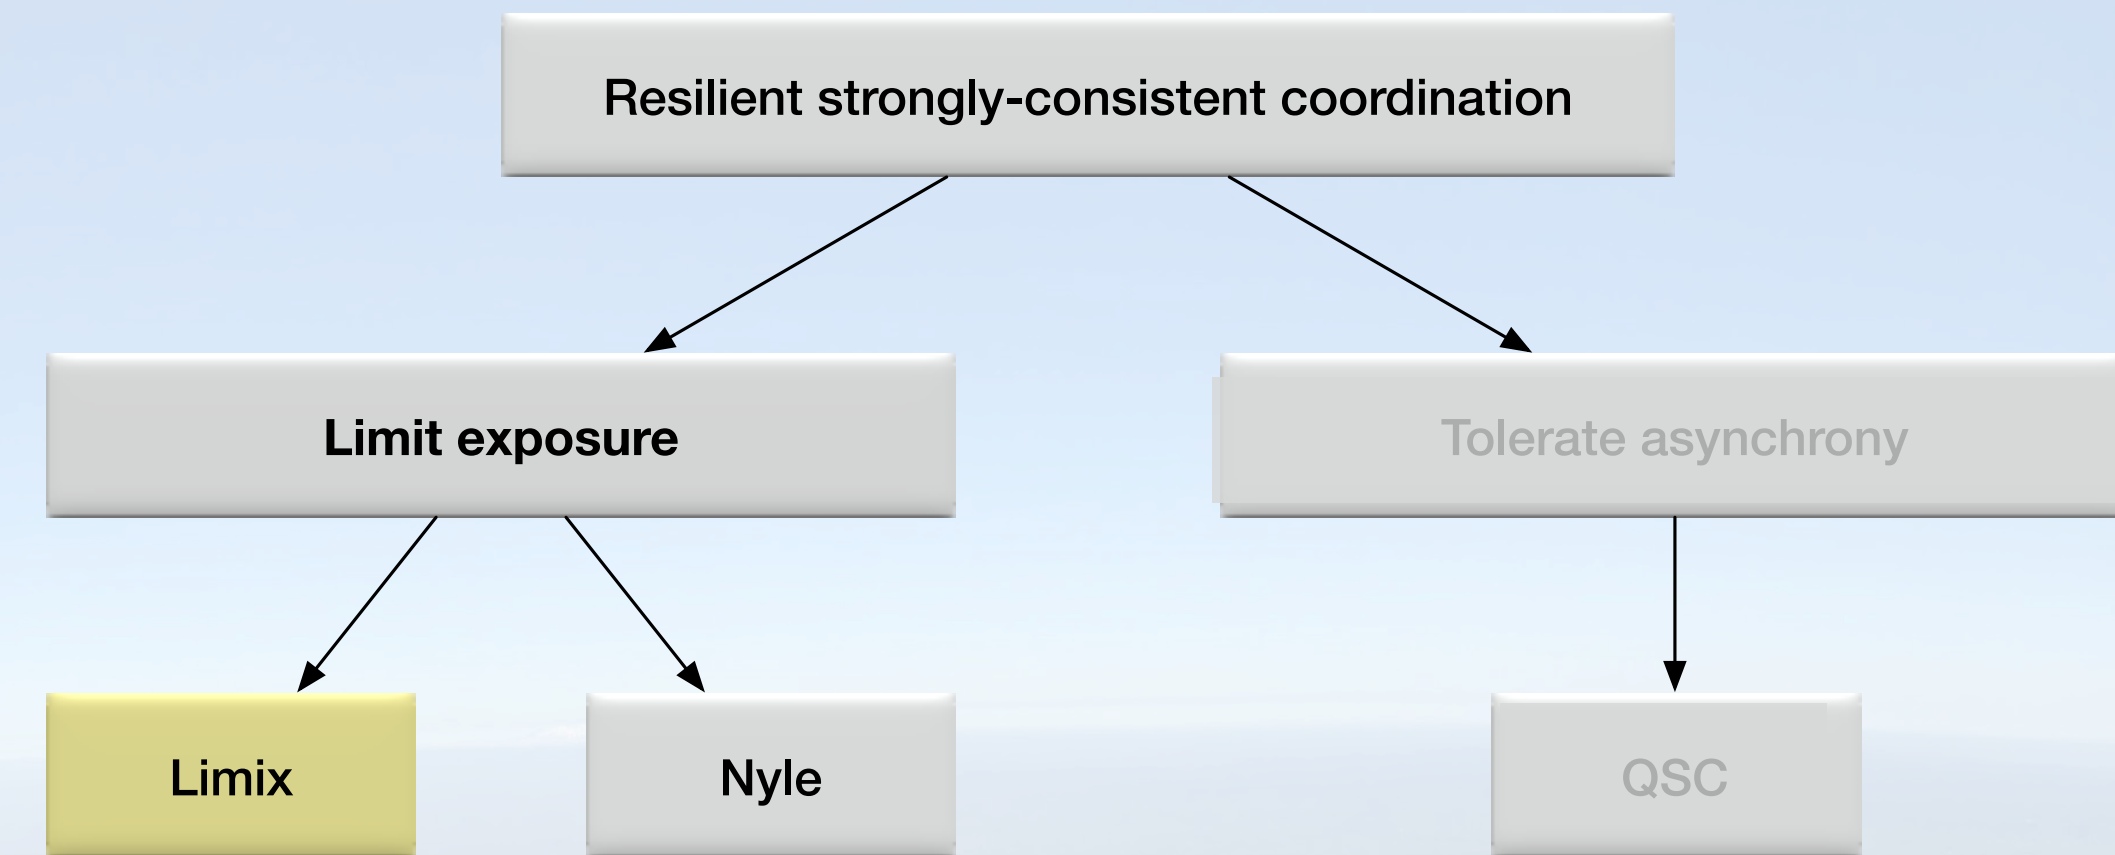 Resilient strongly-consistent coordination
Limit exposure
Tolerate asynchrony
Limix
Nyle
QSC